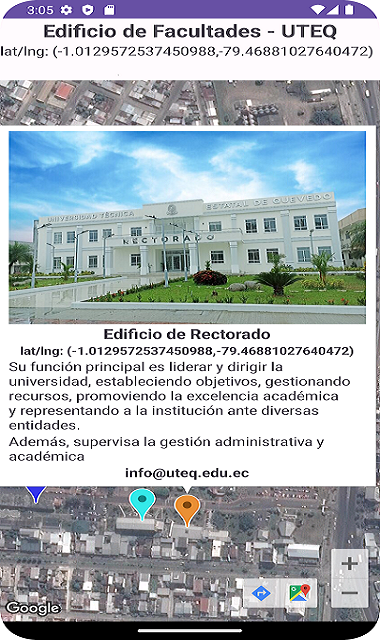 3:05
Edificio de Facultades - UTEQ
lat/lng: (-1.0129572537450988,-79.46881027640472)
UNIVERSIDAD TÉCNICA ESTATAL DE QUEVEDO
RECTORADO
Edificio de Rectorado
lat/lng: (-1.0129572537450988,-79.46881027640472)
Su función principal es liderar y dirigir la
universidad, estableciendo objetivos, gestionando
recursos, promoviendo la excelencia académica
y representando a la institución ante diversas
entidades.
Además, supervisa la gestión administrativa y
académica
info@uteq.edu.ec
+
−
Google